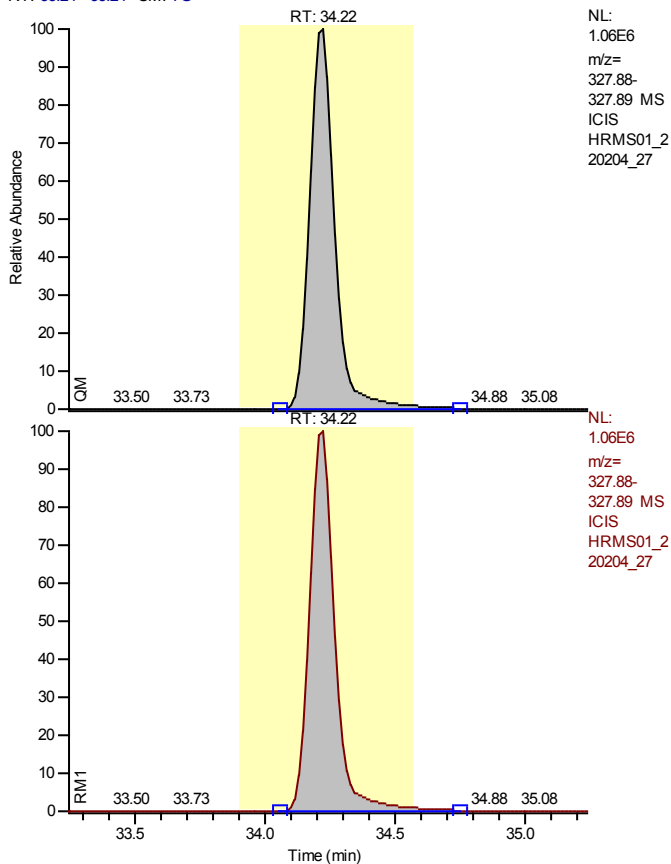 RT: 34.22
NL:
1.06E6
m/z=
327.88-
327.89 MS
ICIS
HRMS01_2
20204_27
100
90
80
70
60
50
40
30
20
10
0
Relative Abundance
QM
33.50 33.73 34.88 35.08
RT: 34.22
NL:
1.06E6
m/z=
327.88-
327.89 MS
ICIS
HRMS01_2
20204_27
100
90
80
70
60
50
40
30
20
10
0
RM1
33.50 33.73 34.88 35.08
33.5 34.0 34.5 35.0
Time (min)